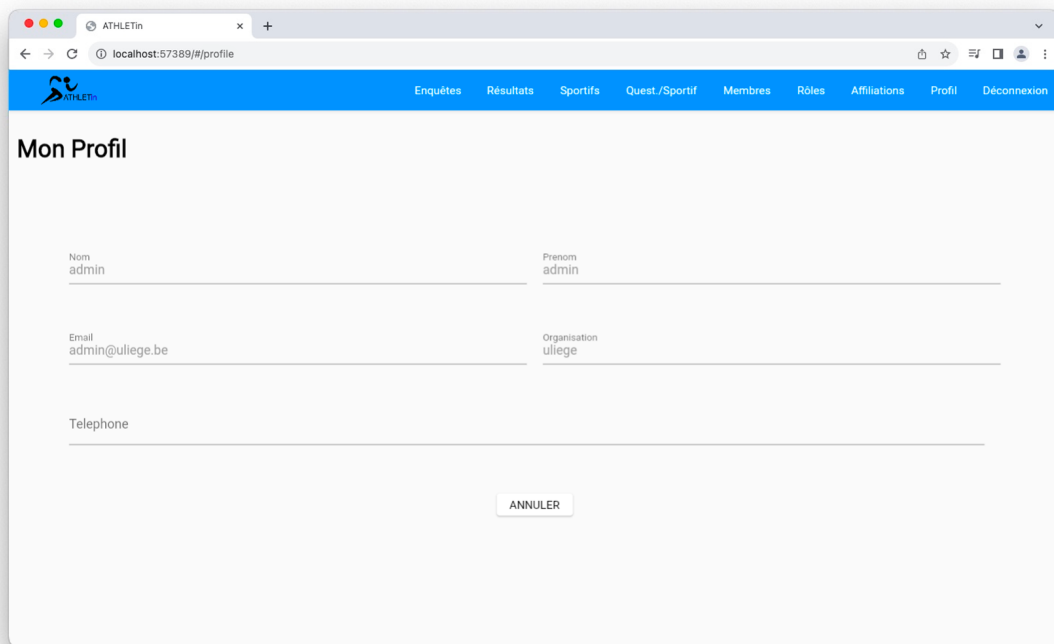 ATHLETin
localhost:57389/#/profile
ATHLETin
Enquêtes Résultats Sportifs Quest./Sportif Membres Rôles Affiliations Profil Déconnexion
Mon Profil
Nom Prenom
admin admin
Email Organisation
admin@uliege.be uliege
Telephone
ANNULER